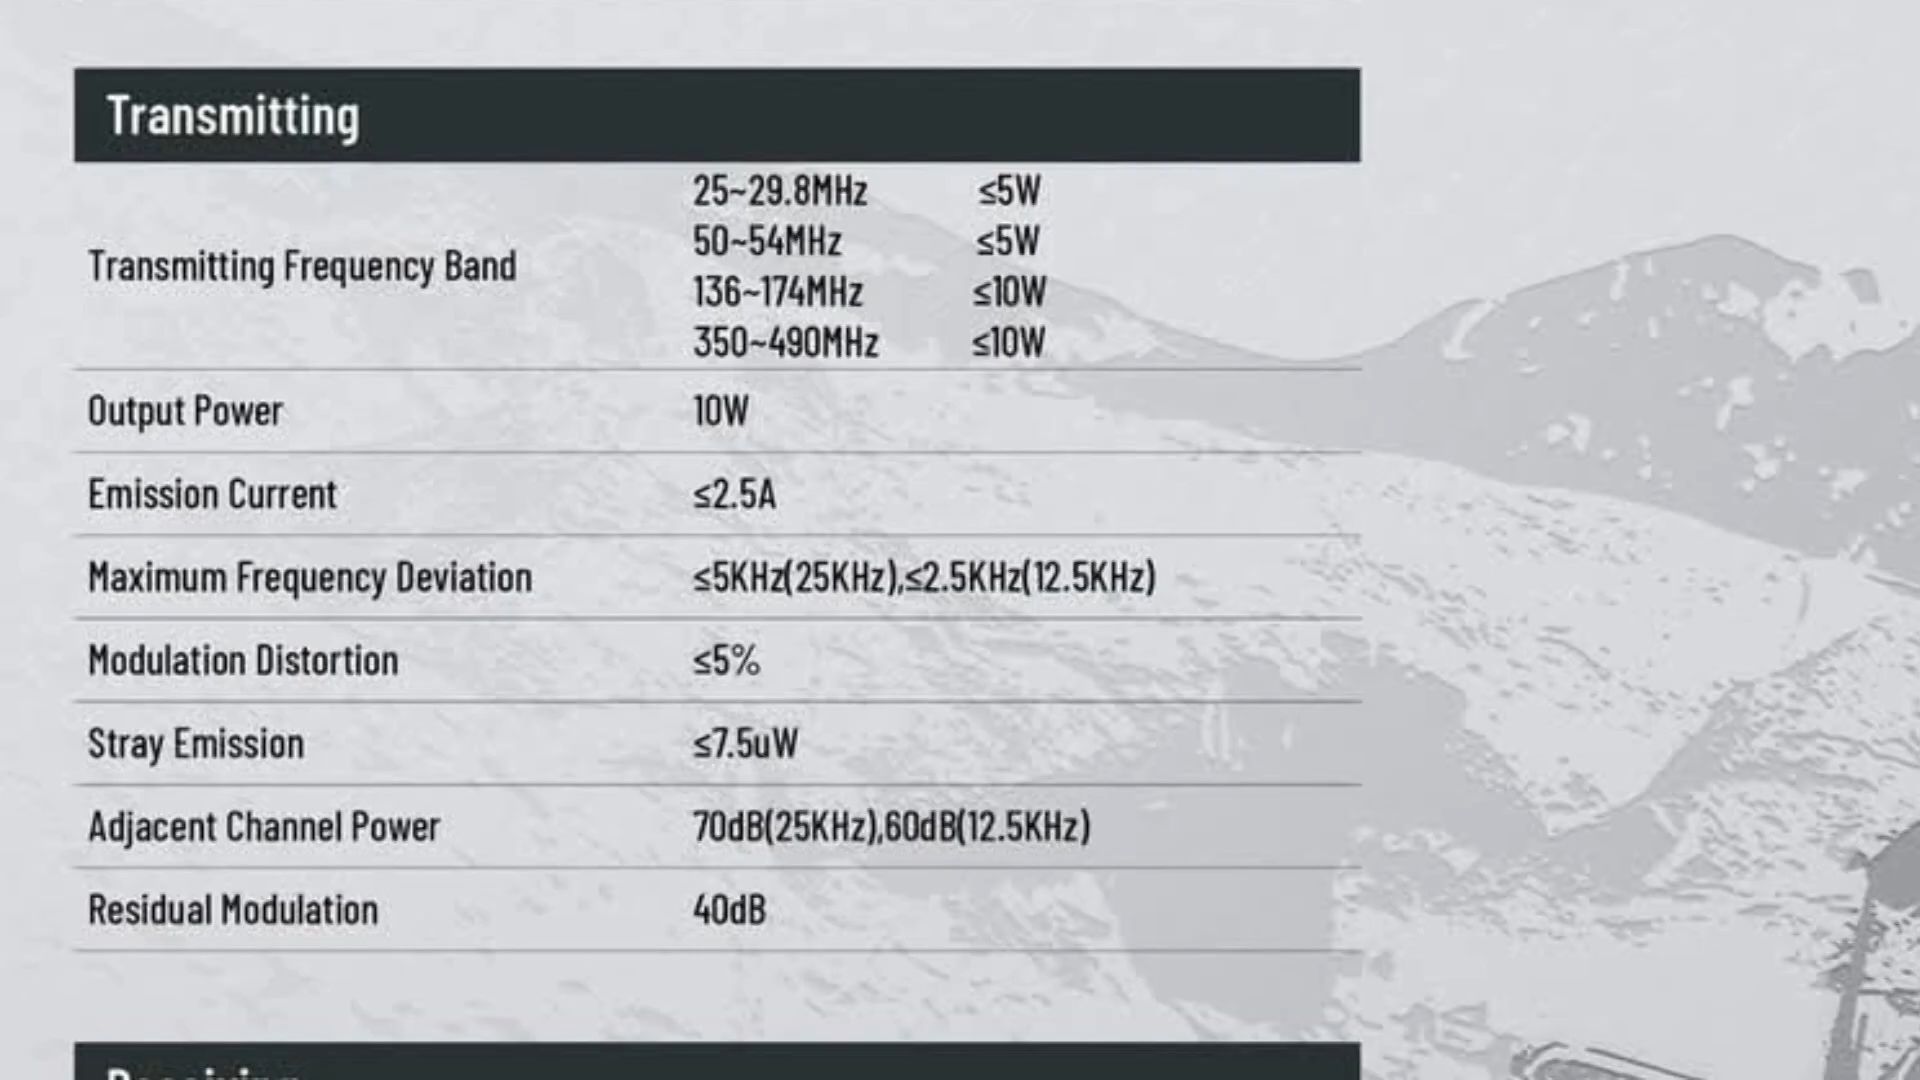 Transmitting
Transmitting Frequency Band
25~29.8MHz ≤5W
50~54MHz ≤5W
136~174MHz ≤10W
350~490MHz ≤10W
Output Power 10W
Emission Current ≤2.5A
Maximum Frequency Deviation ≤5KHz(25KHz),≤2.5KHz(12.5KHz)
Modulation Distortion ≤5%
Stray Emission ≤7.5uW
Adjacent Channel Power 70dB(25KHz),60dB(12.5KHz)
Residual Modulation 40dB
Receiving